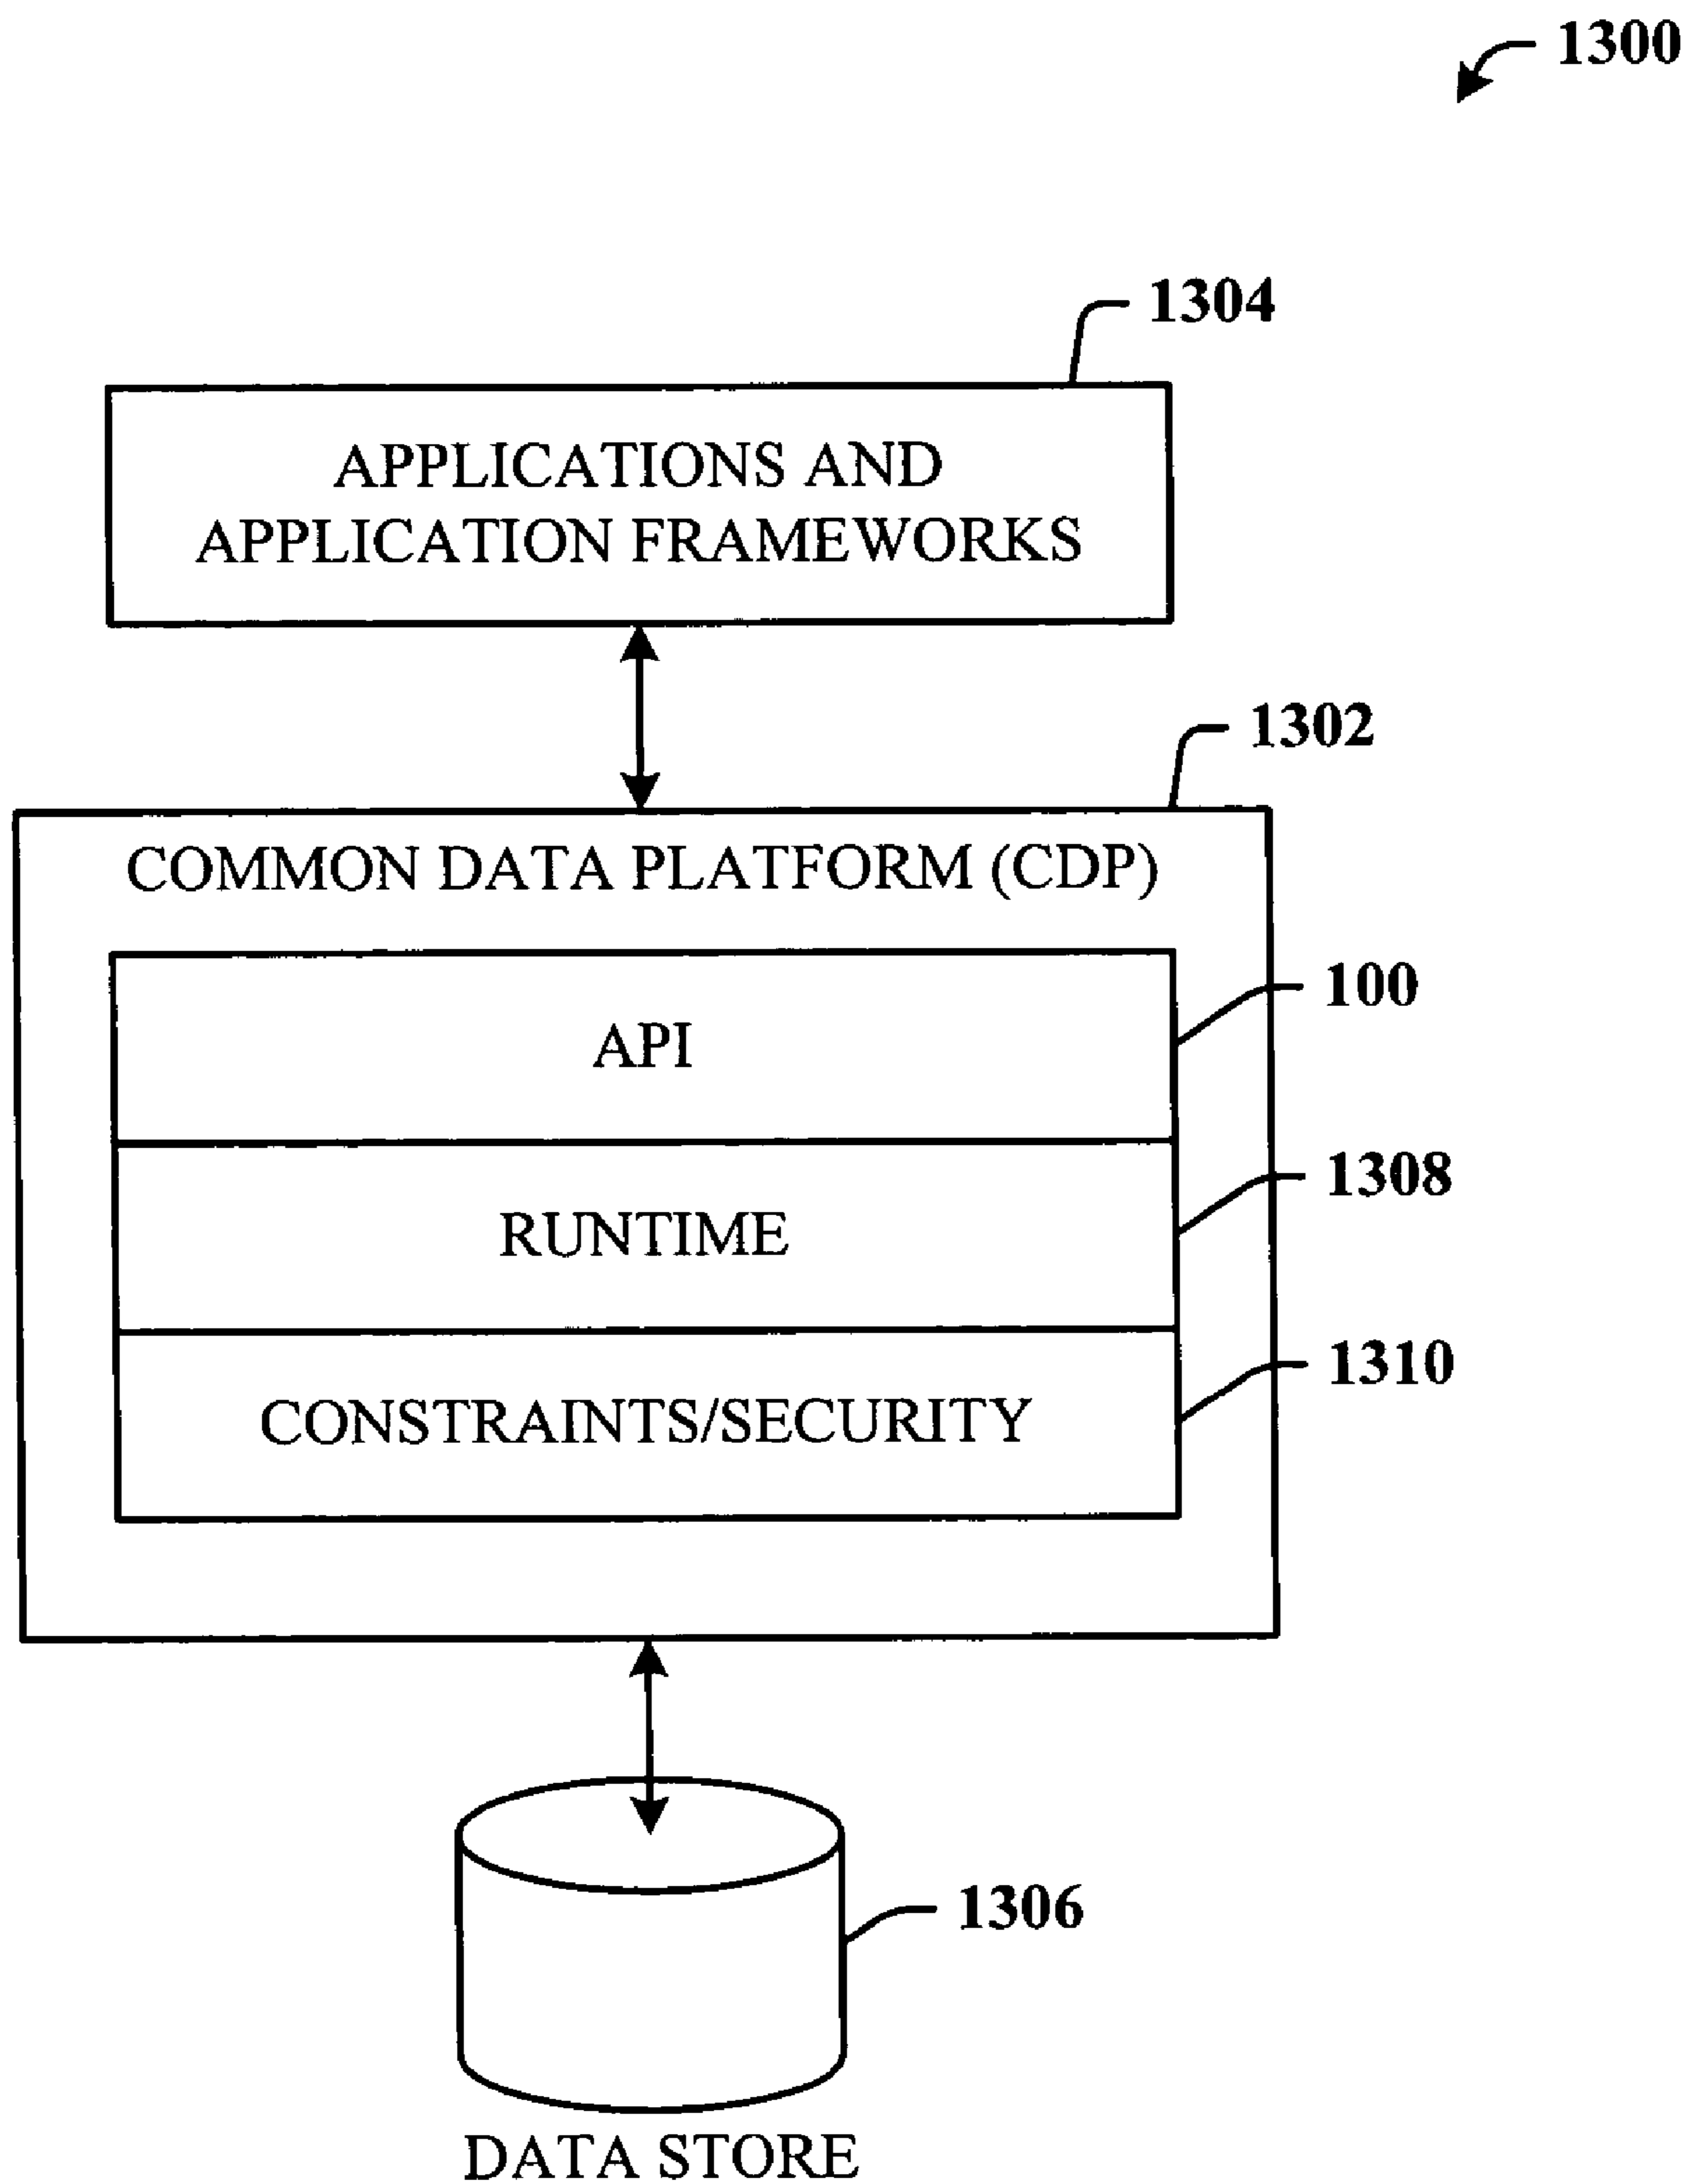 1300
1304
APPLICATIONS AND
APPLICATION FRAMEWORKS
1302
COMMON DATA PLATFORM (CDP)
100
API
1308
RUNTIME
1310
CONSTRAINTS/SECURITY
1306
DATA STORE